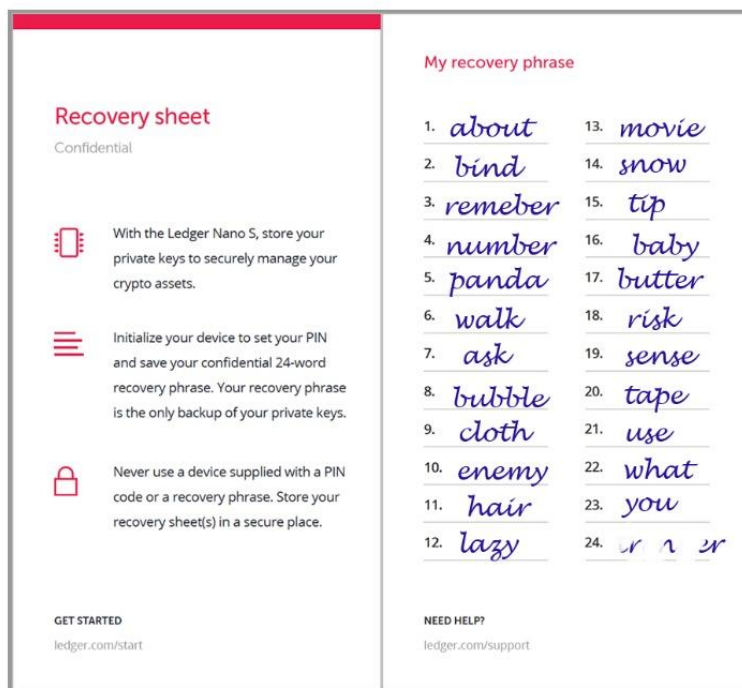 Recovery sheet
Confidential
With the Ledger Nano S, store your
private keys to securely manage your
crypto assets.
Initialize your device to set your PIN
and save your confidential 24-word
recovery phrase. Your recovery phrase
is the only backup of your private keys.
Never use a device supplied with a PIN
code or a recovery phrase. Store your
recovery sheet(s) in a secure place.
GET STARTED
ledger.com/start
My recovery phrase
1. about
2. bind
3. remeber
4. number
5. panda
6. walk
7. ask
8. bubble
9. cloth
10. enemy
11. hair
12. lazy
13. movie
14. snow
15. tip
16. baby
17. butter
18. risk
19. sense
20. tape
21. use
22. what
23. you
24.
NEED HELP?
ledger.com/support